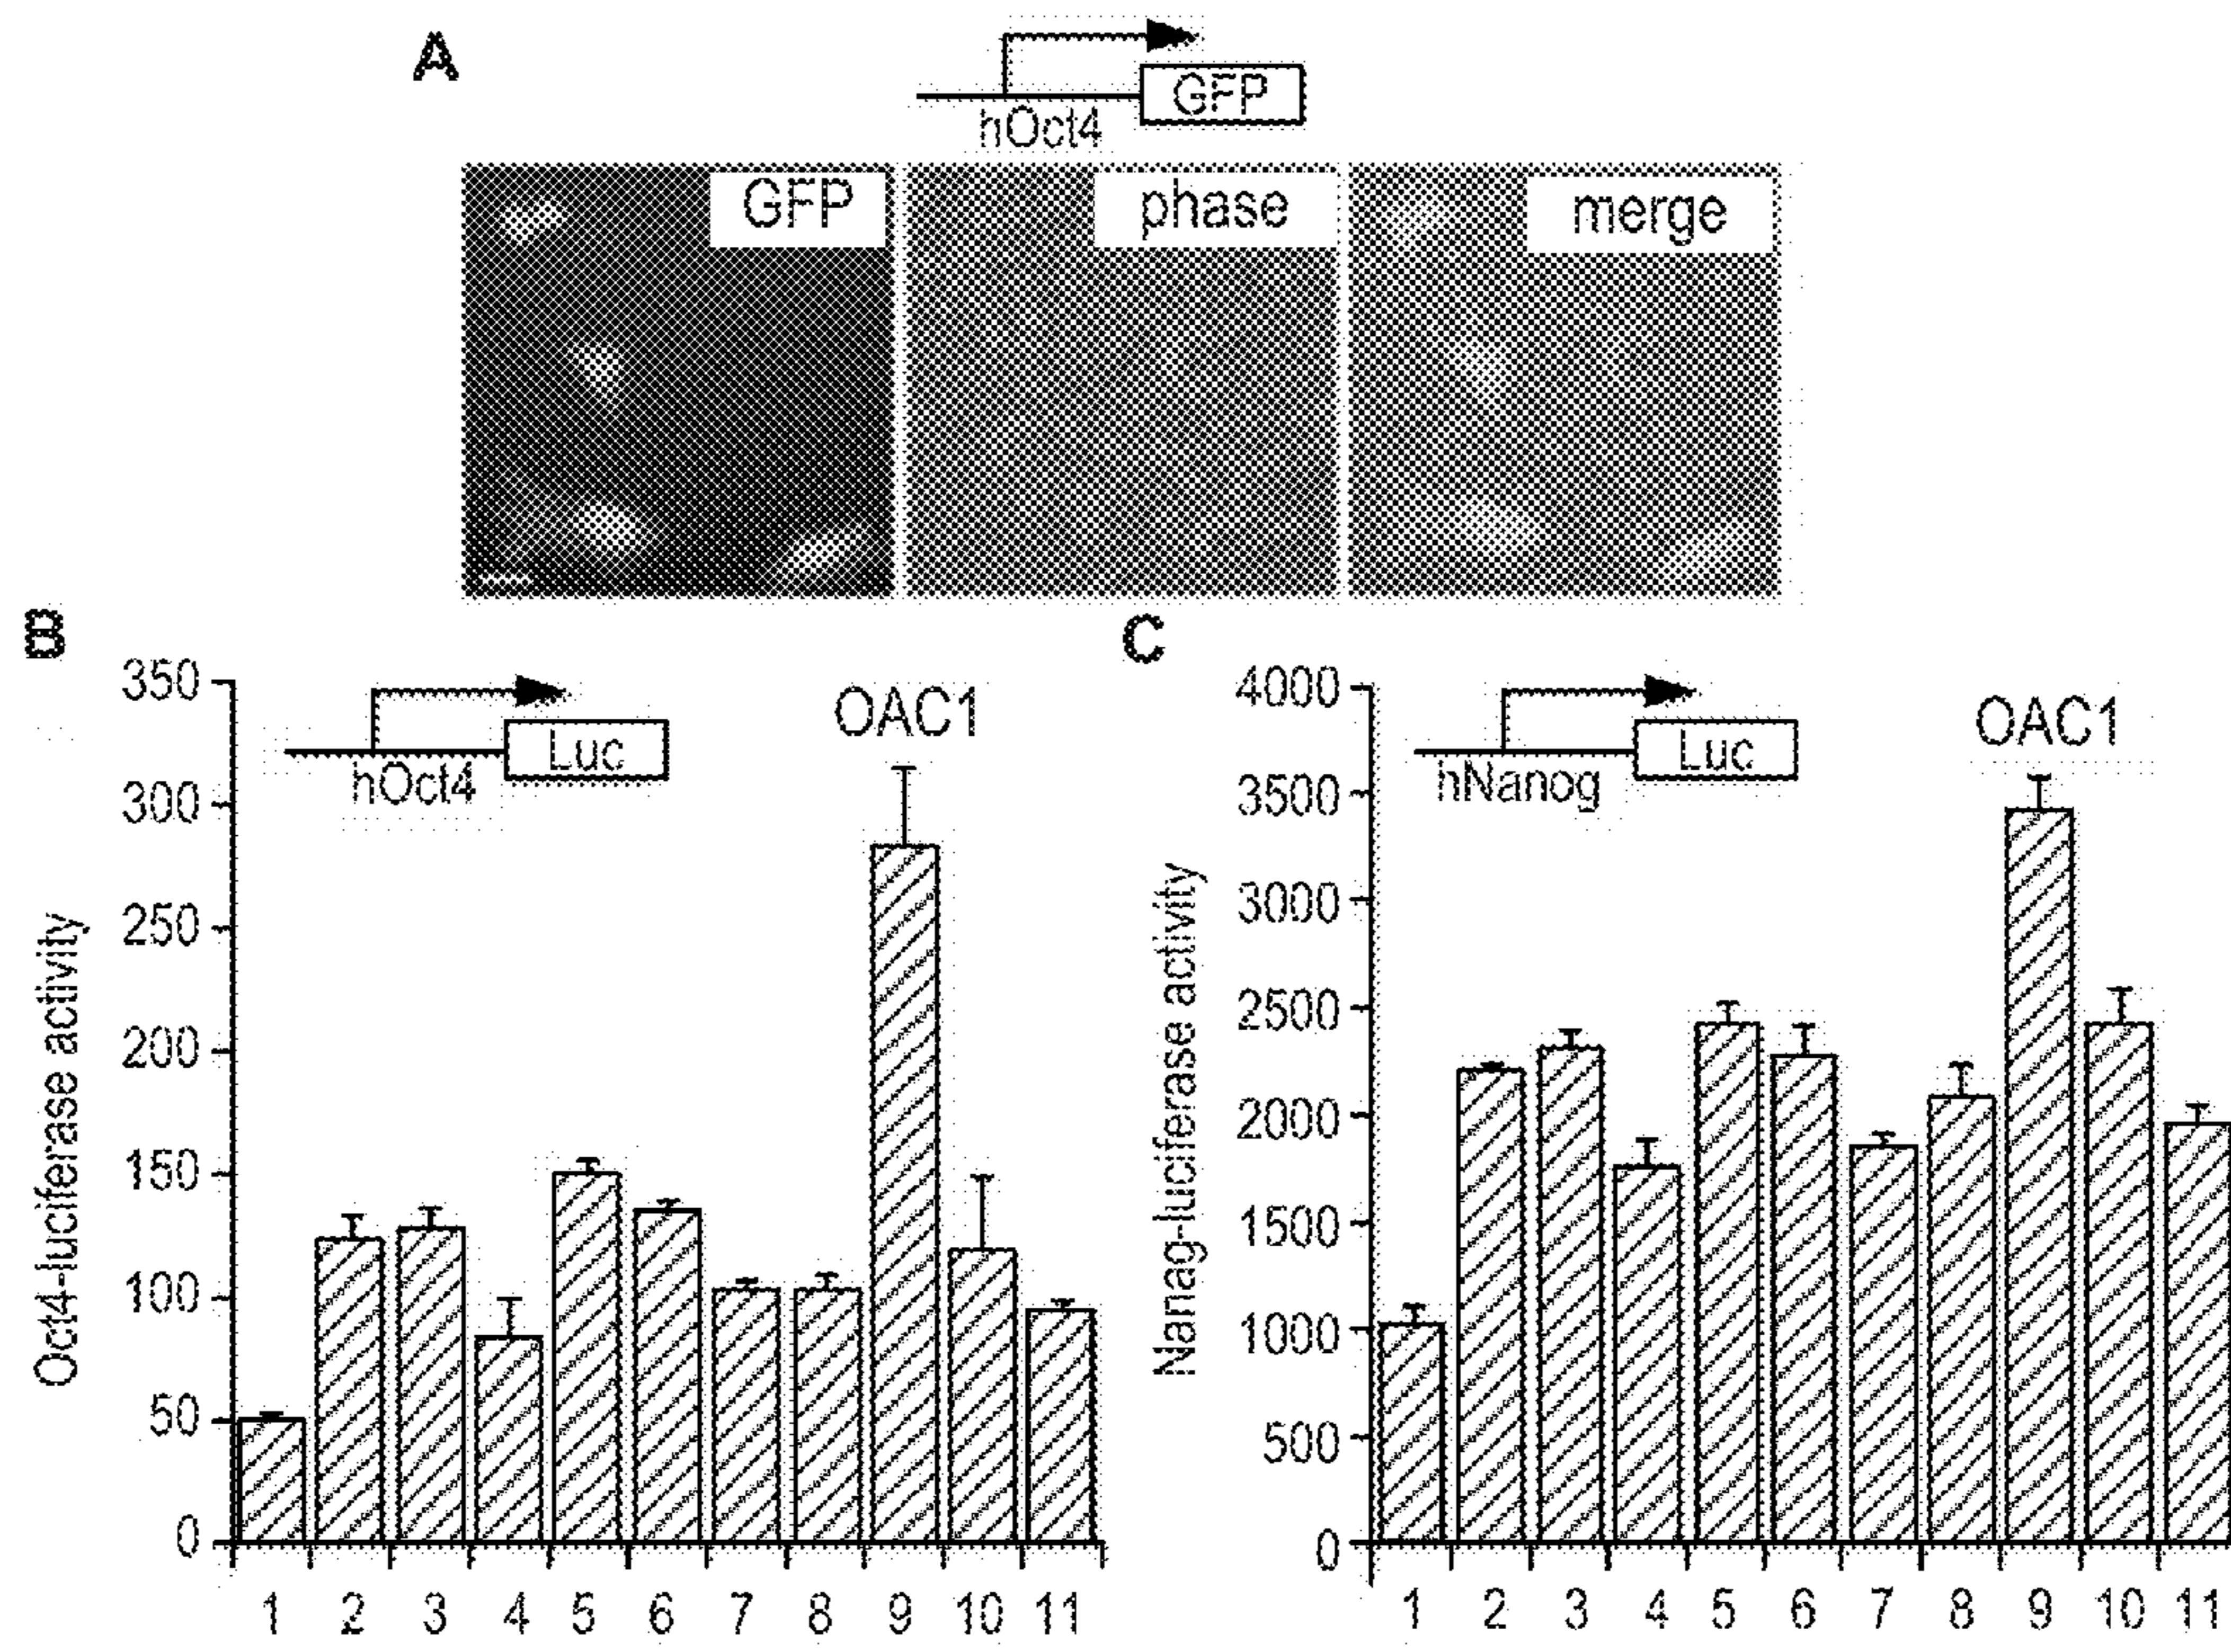 A
GFP
hOct4
GFP
phase
merge
B
Oct4-luciferase activity
350
300
250
200
150
100
50
0
hOct4
Luc
OAC1
1 2 3 4 5 6 7 8 9 10 11
C
Nanag-luciferase activity
4000
3500
3000
2500
2000
1500
1000
500
0
hNanog
Luc
OAC1
1 2 3 4 5 6 7 8 9 10 11